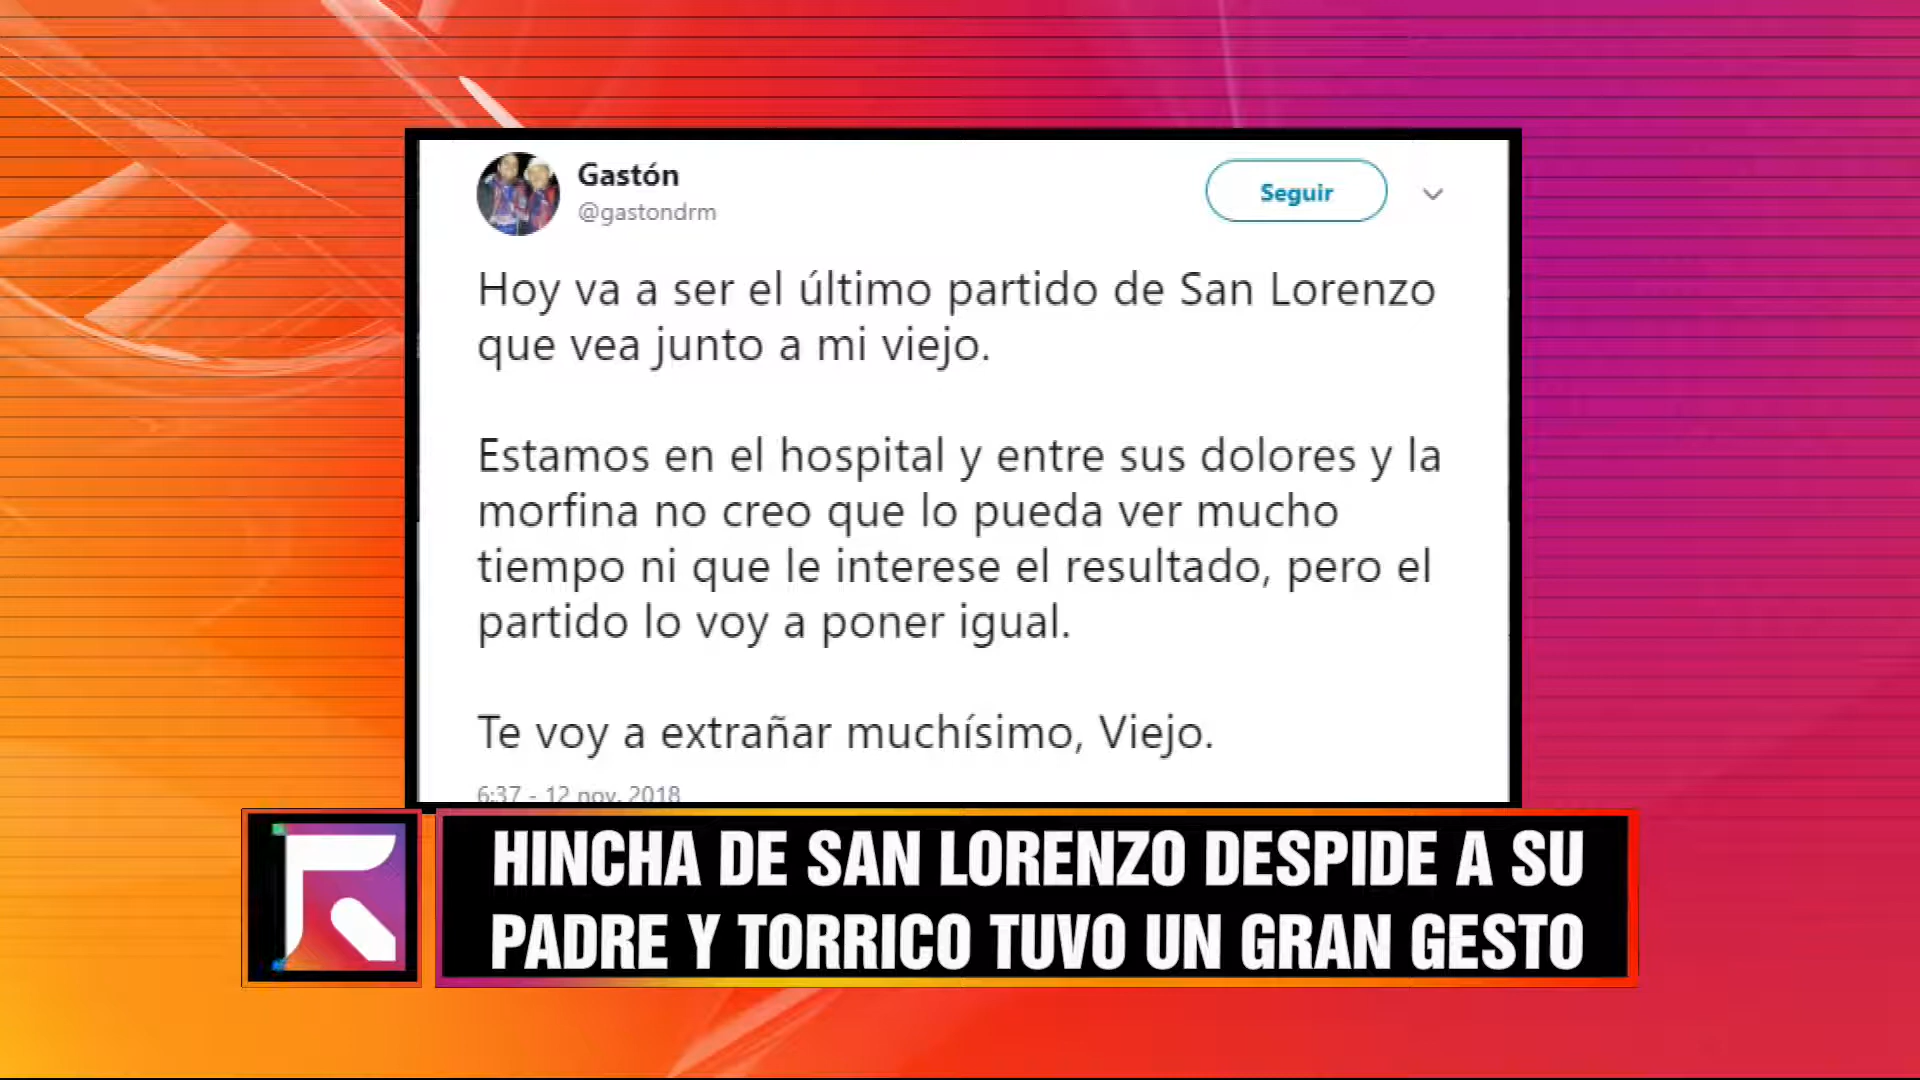 Gastón
@gastondrm
Seguir
Hoy va a ser el último partido de San Lorenzo
que vea junto a mi viejo.
Estamos en el hospital y entre sus dolores y la
morfina no creo que lo pueda ver mucho
tiempo ni que le interese el resultado, pero el
partido lo voy a poner igual.
Te voy a extrañar muchísimo, Viejo.
6:37 - 12 nov. 2018
HINCHA DE SAN LORENZO DESPIDE A SU
PADRE Y TORRICO TUVO UN GRAN GESTO